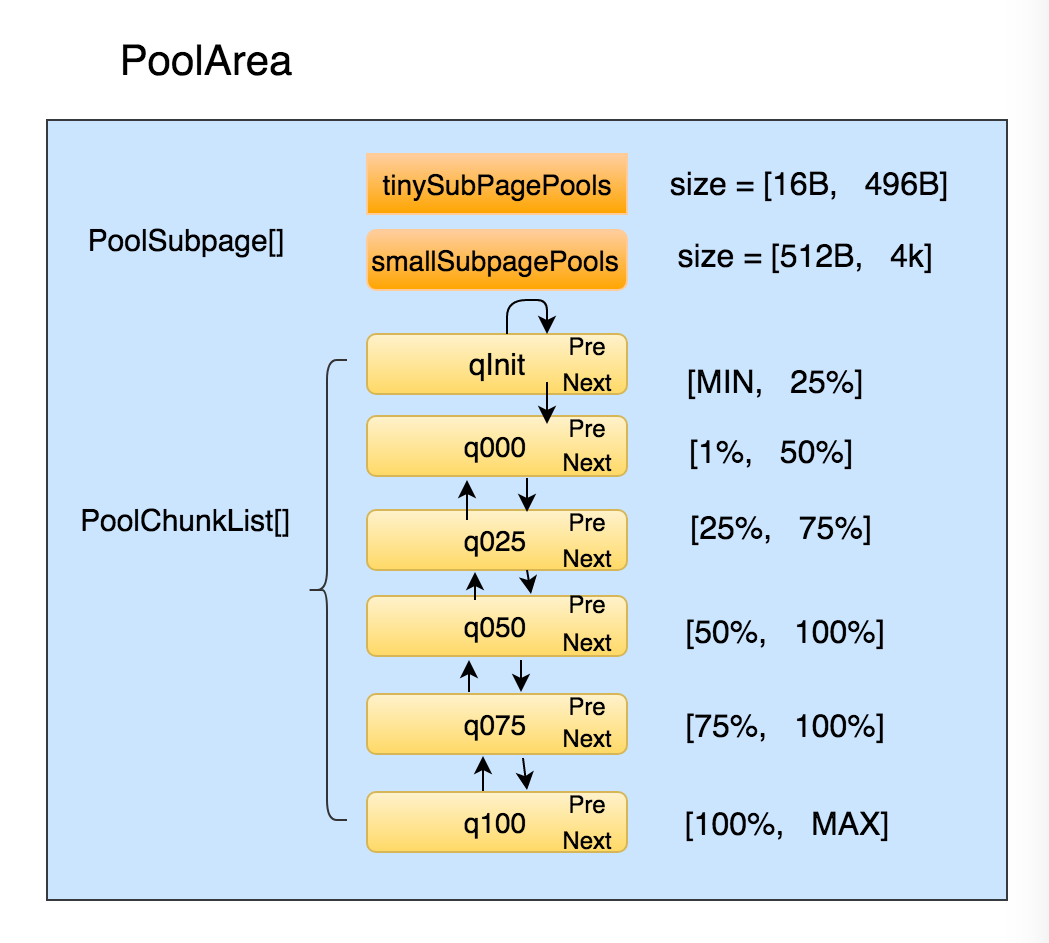 PoolArea
tinySubPagePools size = [16B, 496B]
PoolSubpage[]
smallSubpagePools size = [512B, 4k]
qInit Pre
Next
[MIN, 25%]
q000 Pre
Next
[1%, 50%]
PoolChunkList[]
q025 Pre
Next
[25%, 75%]
q050 Pre
Next
[50%, 100%]
q075 Pre
Next
[75%, 100%]
q100 Pre
Next
[100%, MAX]